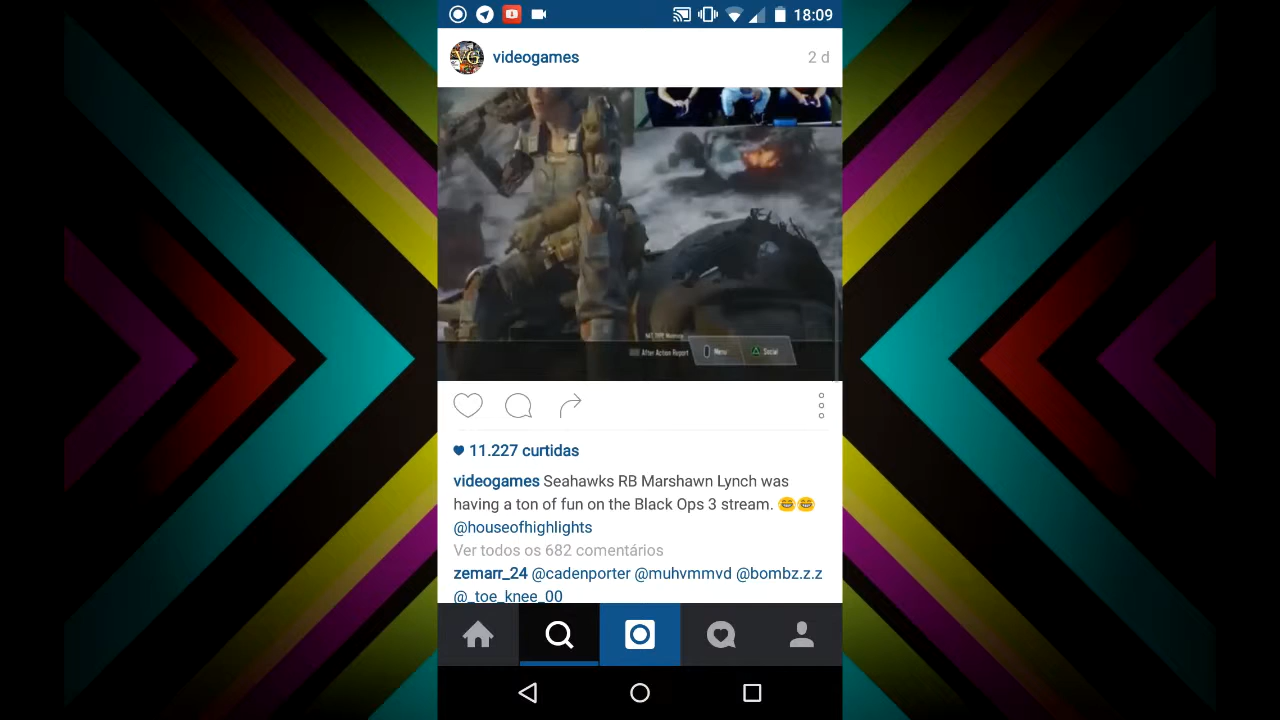 18:09
VG
videogames
2 d
After Action Report
Menu
Social
11.227 curtidas
videogames Seahawks RB Marshawn Lynch was
having a ton of fun on the Black Ops 3 stream. 😂😂
@houseofhighlights
Ver todos os 682 comentários
zemarr_24 @cadenporter @muhvmmvd @bombz.z.z
@_toe_knee_00